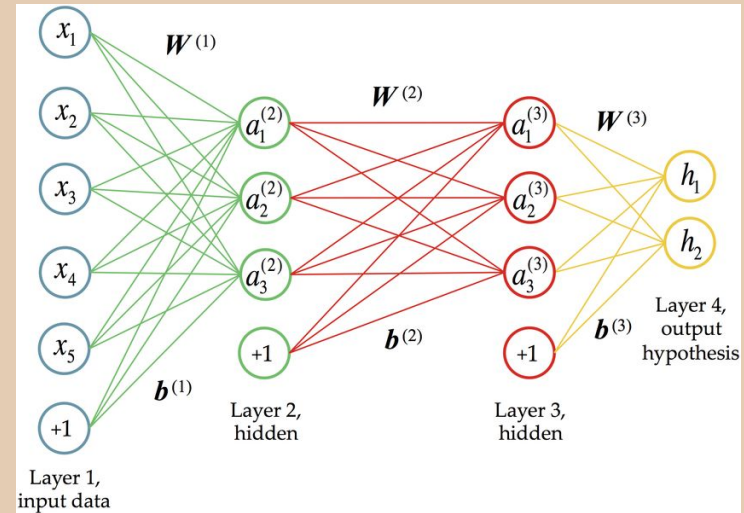 x₁
x₂
x₃
x₄
x₅
+1
Layer 1,
input data
W⁽¹⁾
b⁽¹⁾
a₁⁽²⁾
a₂⁽²⁾
a₃⁽²⁾
+1
Layer 2,
hidden
W⁽²⁾
b⁽²⁾
a₁⁽³⁾
a₂⁽³⁾
a₃⁽³⁾
+1
Layer 3,
hidden
W⁽³⁾
b⁽³⁾
h₁
h₂
Layer 4,
output
hypothesis